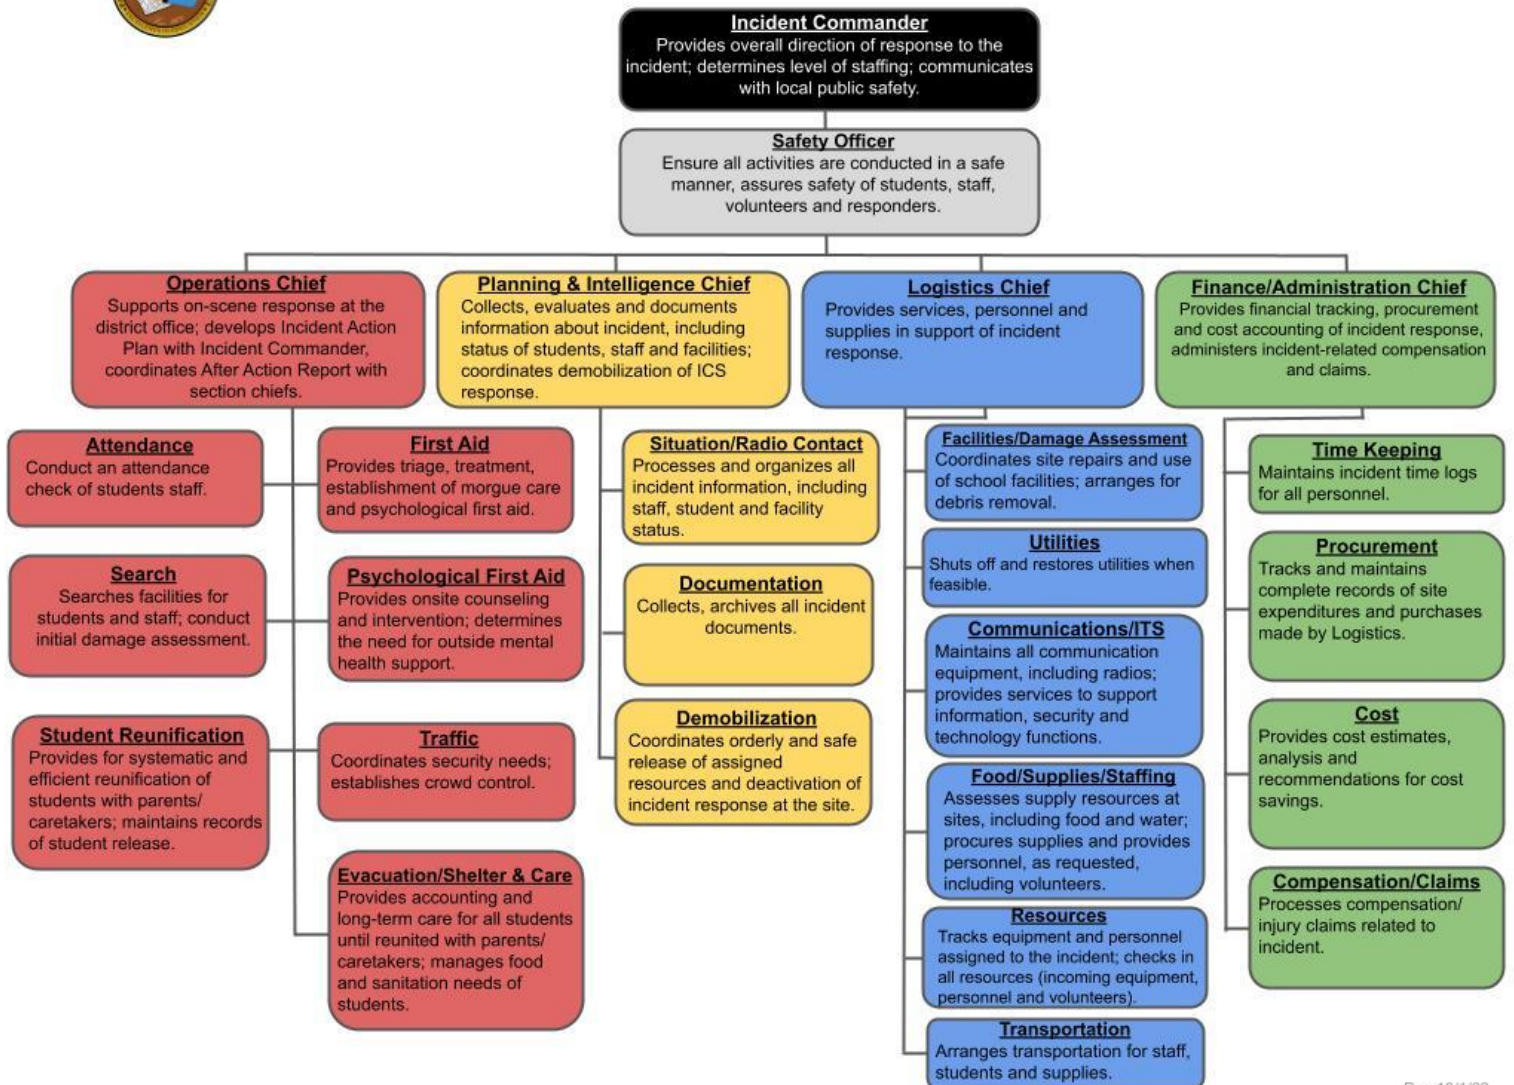 Incident Commander
Provides overall direction of response to the
incident; determines level of staffing; communicates
with local public safety.
Safety Officer
Ensure all activities are conducted in a safe
manner, assures safety of students, staff,
volunteers and responders.
Operations Chief
Supports on-scene response at the
district office; develops Incident Action
Plan with Incident Commander,
coordinates After Action Report with
section chiefs.
Planning & Intelligence Chief
Collects, evaluates and documents
information about incident, including
status of students, staff and facilities;
coordinates demobilization of ICS
response.
Logistics Chief
Provides services, personnel and
supplies in support of incident
response.
Finance/Administration Chief
Provides financial tracking, procurement
and cost accounting of incident response,
administers incident-related compensation
and claims.
Attendance
Conduct an attendance
check of students staff.
First Aid
Provides triage, treatment,
establishment of morgue care
and psychological first aid.
Search
Searches facilities for
students and staff; conduct
initial damage assessment.
Psychological First Aid
Provides onsite counseling
and intervention; determines
the need for outside mental
health support.
Student Reunification
Provides for systematic and
efficient reunification of
students with parents/
caretakers; maintains records
of student release.
Traffic
Coordinates security needs;
establishes crowd control.
Evacuation/Shelter & Care
Provides accounting and
long-term care for all students
until reunited with parents/
caretakers; manages food
and sanitation needs of
students.
Situation/Radio Contact
Processes and organizes all
incident information, including
staff, student and facility
status.
Documentation
Collects, archives all incident
documents.
Demobilization
Coordinates orderly and safe
release of assigned
resources and deactivation of
incident response at the site.
Facilities/Damage Assessment
Coordinates site repairs and use
of school facilities; arranges for
debris removal.
Utilities
Shuts off and restores utilities when
feasible.
Communications/ITS
Maintains all communication
equipment, including radios;
provides services to support
information, security and
technology functions.
Food/Supplies/Staffing
Assesses supply resources at
sites, including food and water;
procures supplies and provides
personnel, as requested,
including volunteers.
Resources
Tracks equipment and personnel
assigned to the incident; checks in
all resources (incoming equipment,
personnel and volunteers).
Transportation
Arranges transportation for staff,
students and supplies.
Time Keeping
Maintains incident time logs
for all personnel.
Procurement
Tracks and maintains
complete records of site
expenditures and purchases
made by Logistics.
Cost
Provides cost estimates,
analysis and
recommendations for cost
savings.
Compensation/Claims
Processes compensation/
injury claims related to
incident.